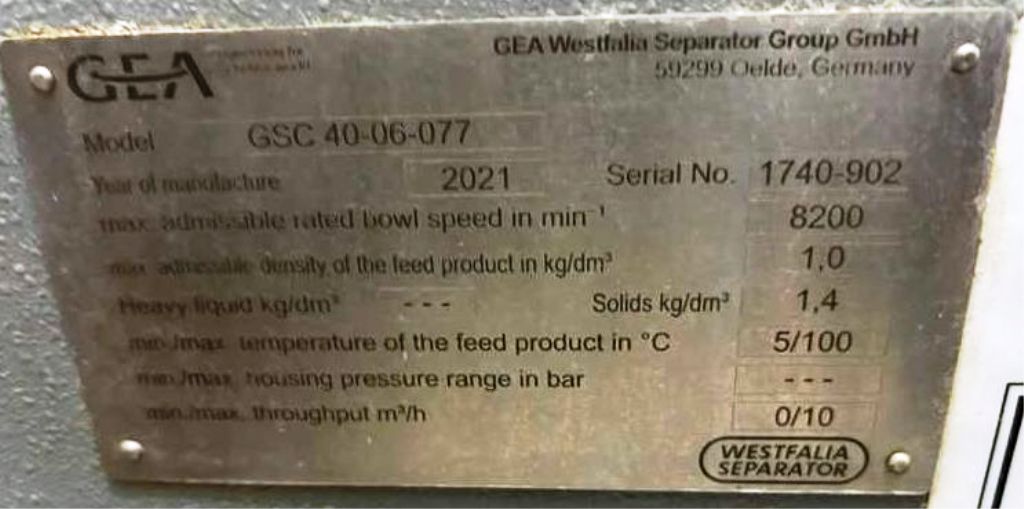 GEA
GEA Westfalia Separator Group GmbH
59299 Oelde, Germany
Model GSC 40-06-077
Year of manufacture 2021 Serial No. 1740-902
max. admissible rated bowl speed in min⁻¹ 8200
max. admissible density of the feed product in kg/dm³ 1,0
Heavy liquid kg/dm³ --- Solids kg/dm³ 1,4
min./max. temperature of the feed product in °C 5/100
min./max. housing pressure range in bar ---
min./max. throughput m³/h 0/10
WESTFALIA
SEPARATOR